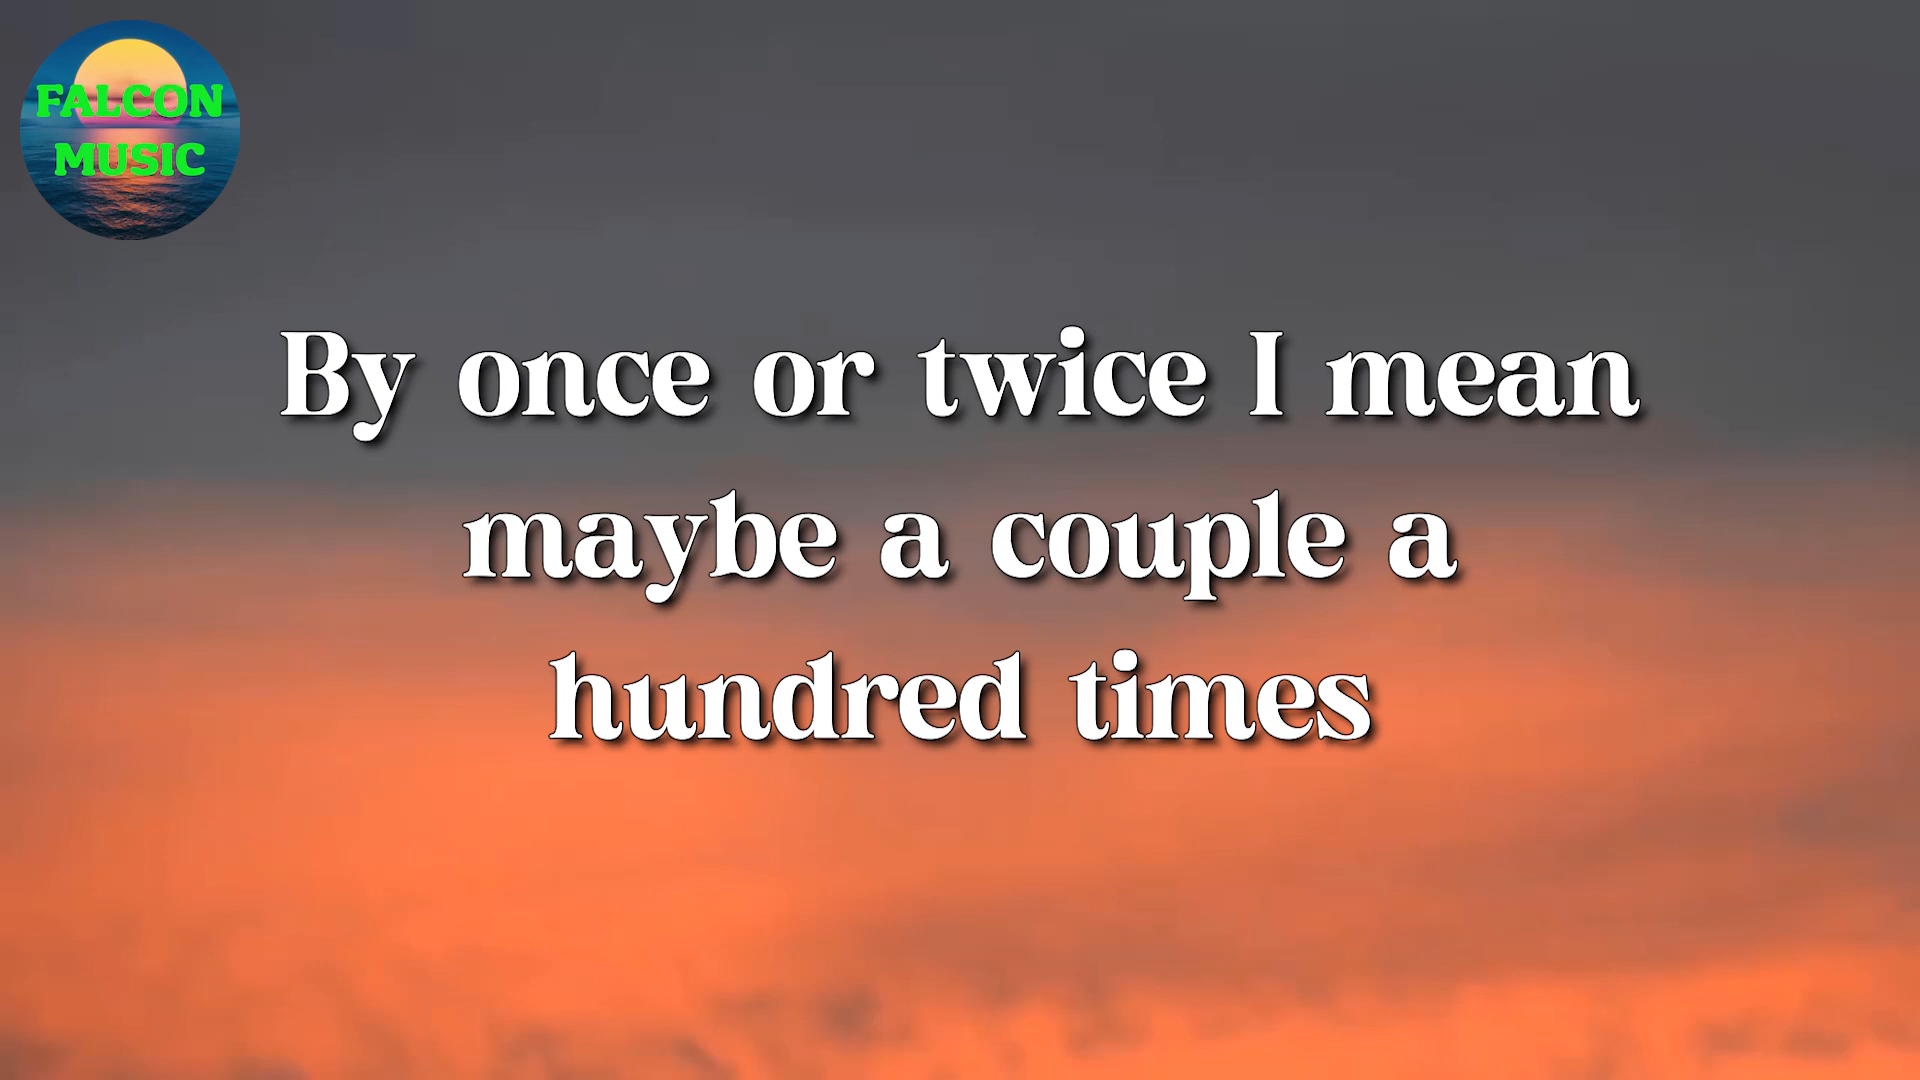 FALCON
MUSIC
By once or twice I mean
maybe a couple a
hundred times